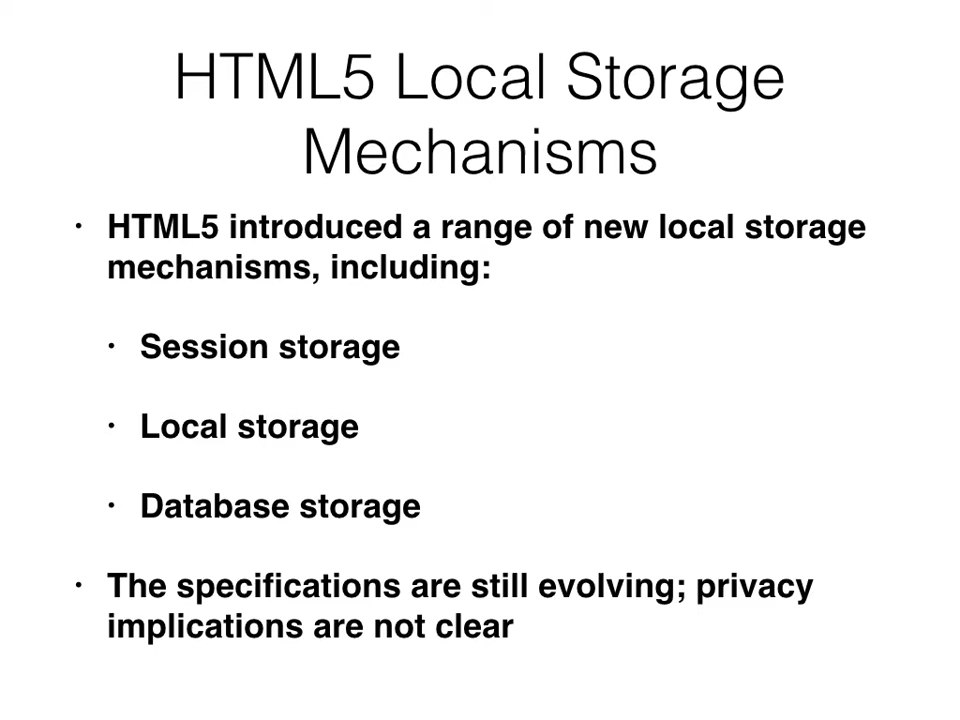 HTML5 Local Storage
Mechanisms
• HTML5 introduced a range of new local storage
mechanisms, including:
• Session storage
• Local storage
• Database storage
• The specifications are still evolving; privacy
implications are not clear